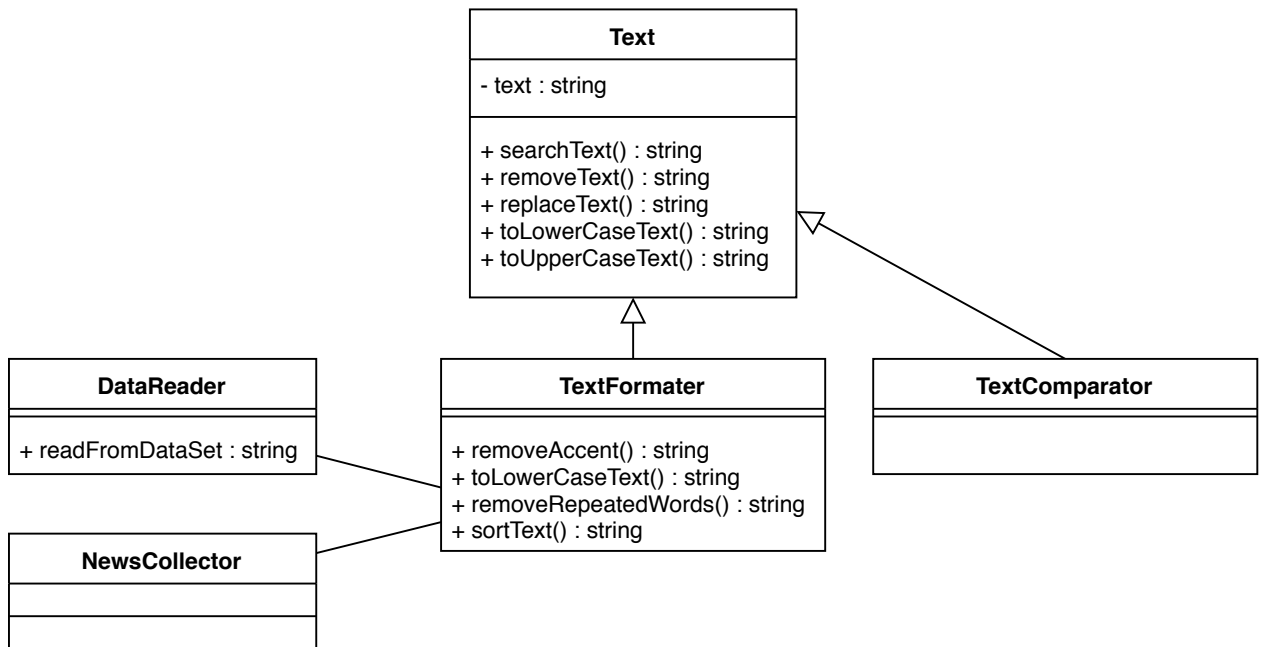 Text
- text : string
+ searchText() : string
+ removeText() : string
+ replaceText() : string
+ toLowerCaseText() : string
+ toUpperCaseText() : string
DataReader
+ readFromDataSet : string
TextFormater
+ removeAccent() : string
+ toLowerCaseText() : string
+ removeRepeatedWords() : string
+ sortText() : string
TextComparator
NewsCollector